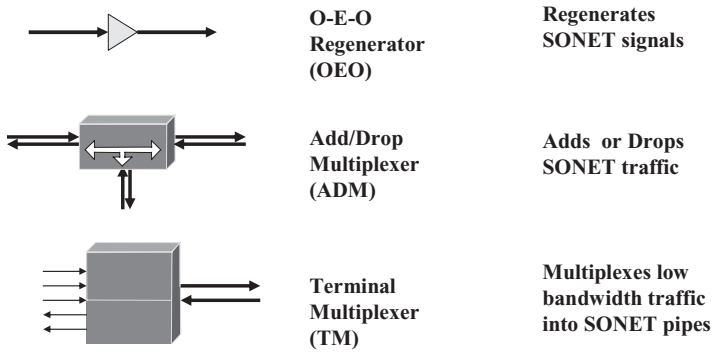 O-E-O
Regenerator
(OEO)
Regenerates
SONET signals
Add/Drop
Multiplexer
(ADM)
Adds or Drops
SONET traffic
Terminal
Multiplexer
(TM)
Multiplexes low
bandwidth traffic
into SONET pipes